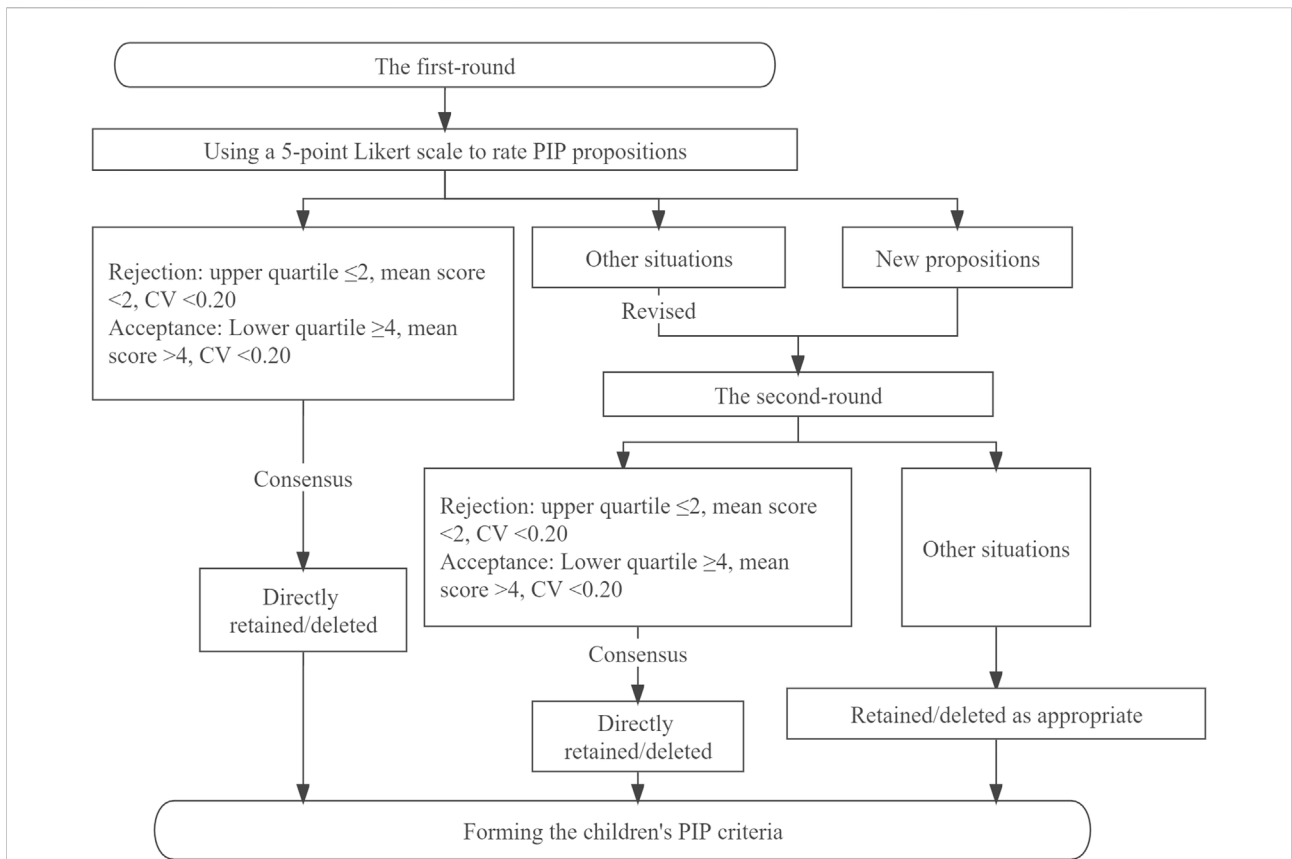 The first-round
Using a 5-point Likert scale to rate PIP propositions
Rejection: upper quartile ≤2, mean score
<2, CV <0.20
Acceptance: Lower quartile ≥4, mean
score >4, CV <0.20
Other situations
New propositions
Revised
The second-round
Consensus
Directly
retained/deleted
Rejection: upper quartile ≤2, mean score
<2, CV <0.20
Acceptance: Lower quartile ≥4, mean
score >4, CV <0.20
Other situations
Consensus
Directly
retained/deleted
Retained/deleted as appropriate
Forming the children's PIP criteria